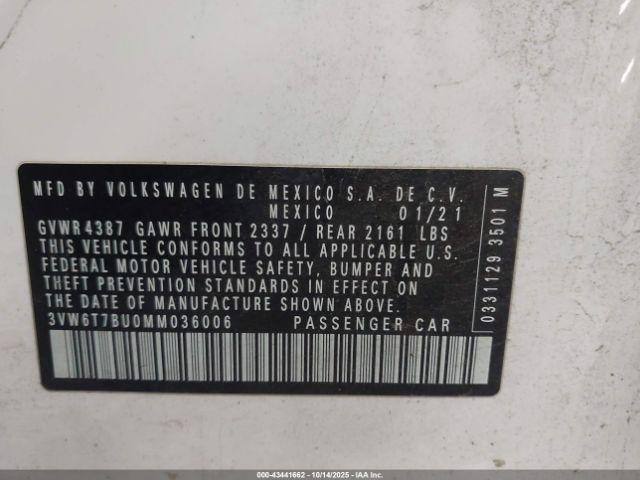 MFD BY VOLKSWAGEN DE MEXICO S.A. DE C.V.
MEXICO 01/21
GVWR 4387 GAWR FRONT 2337 / REAR 2161 LBS
THIS VEHICLE CONFORMS TO ALL APPLICABLE U.S.
FEDERAL MOTOR VEHICLE SAFETY, BUMPER AND
THEFT PREVENTION STANDARDS IN EFFECT ON
THE DATE OF MANUFACTURE SHOWN ABOVE.
3VW6T7BU0MM036006 PASSENGER CAR
0331129 3501 M
000-43441662 - 10/14/2025 - IAAI.COM